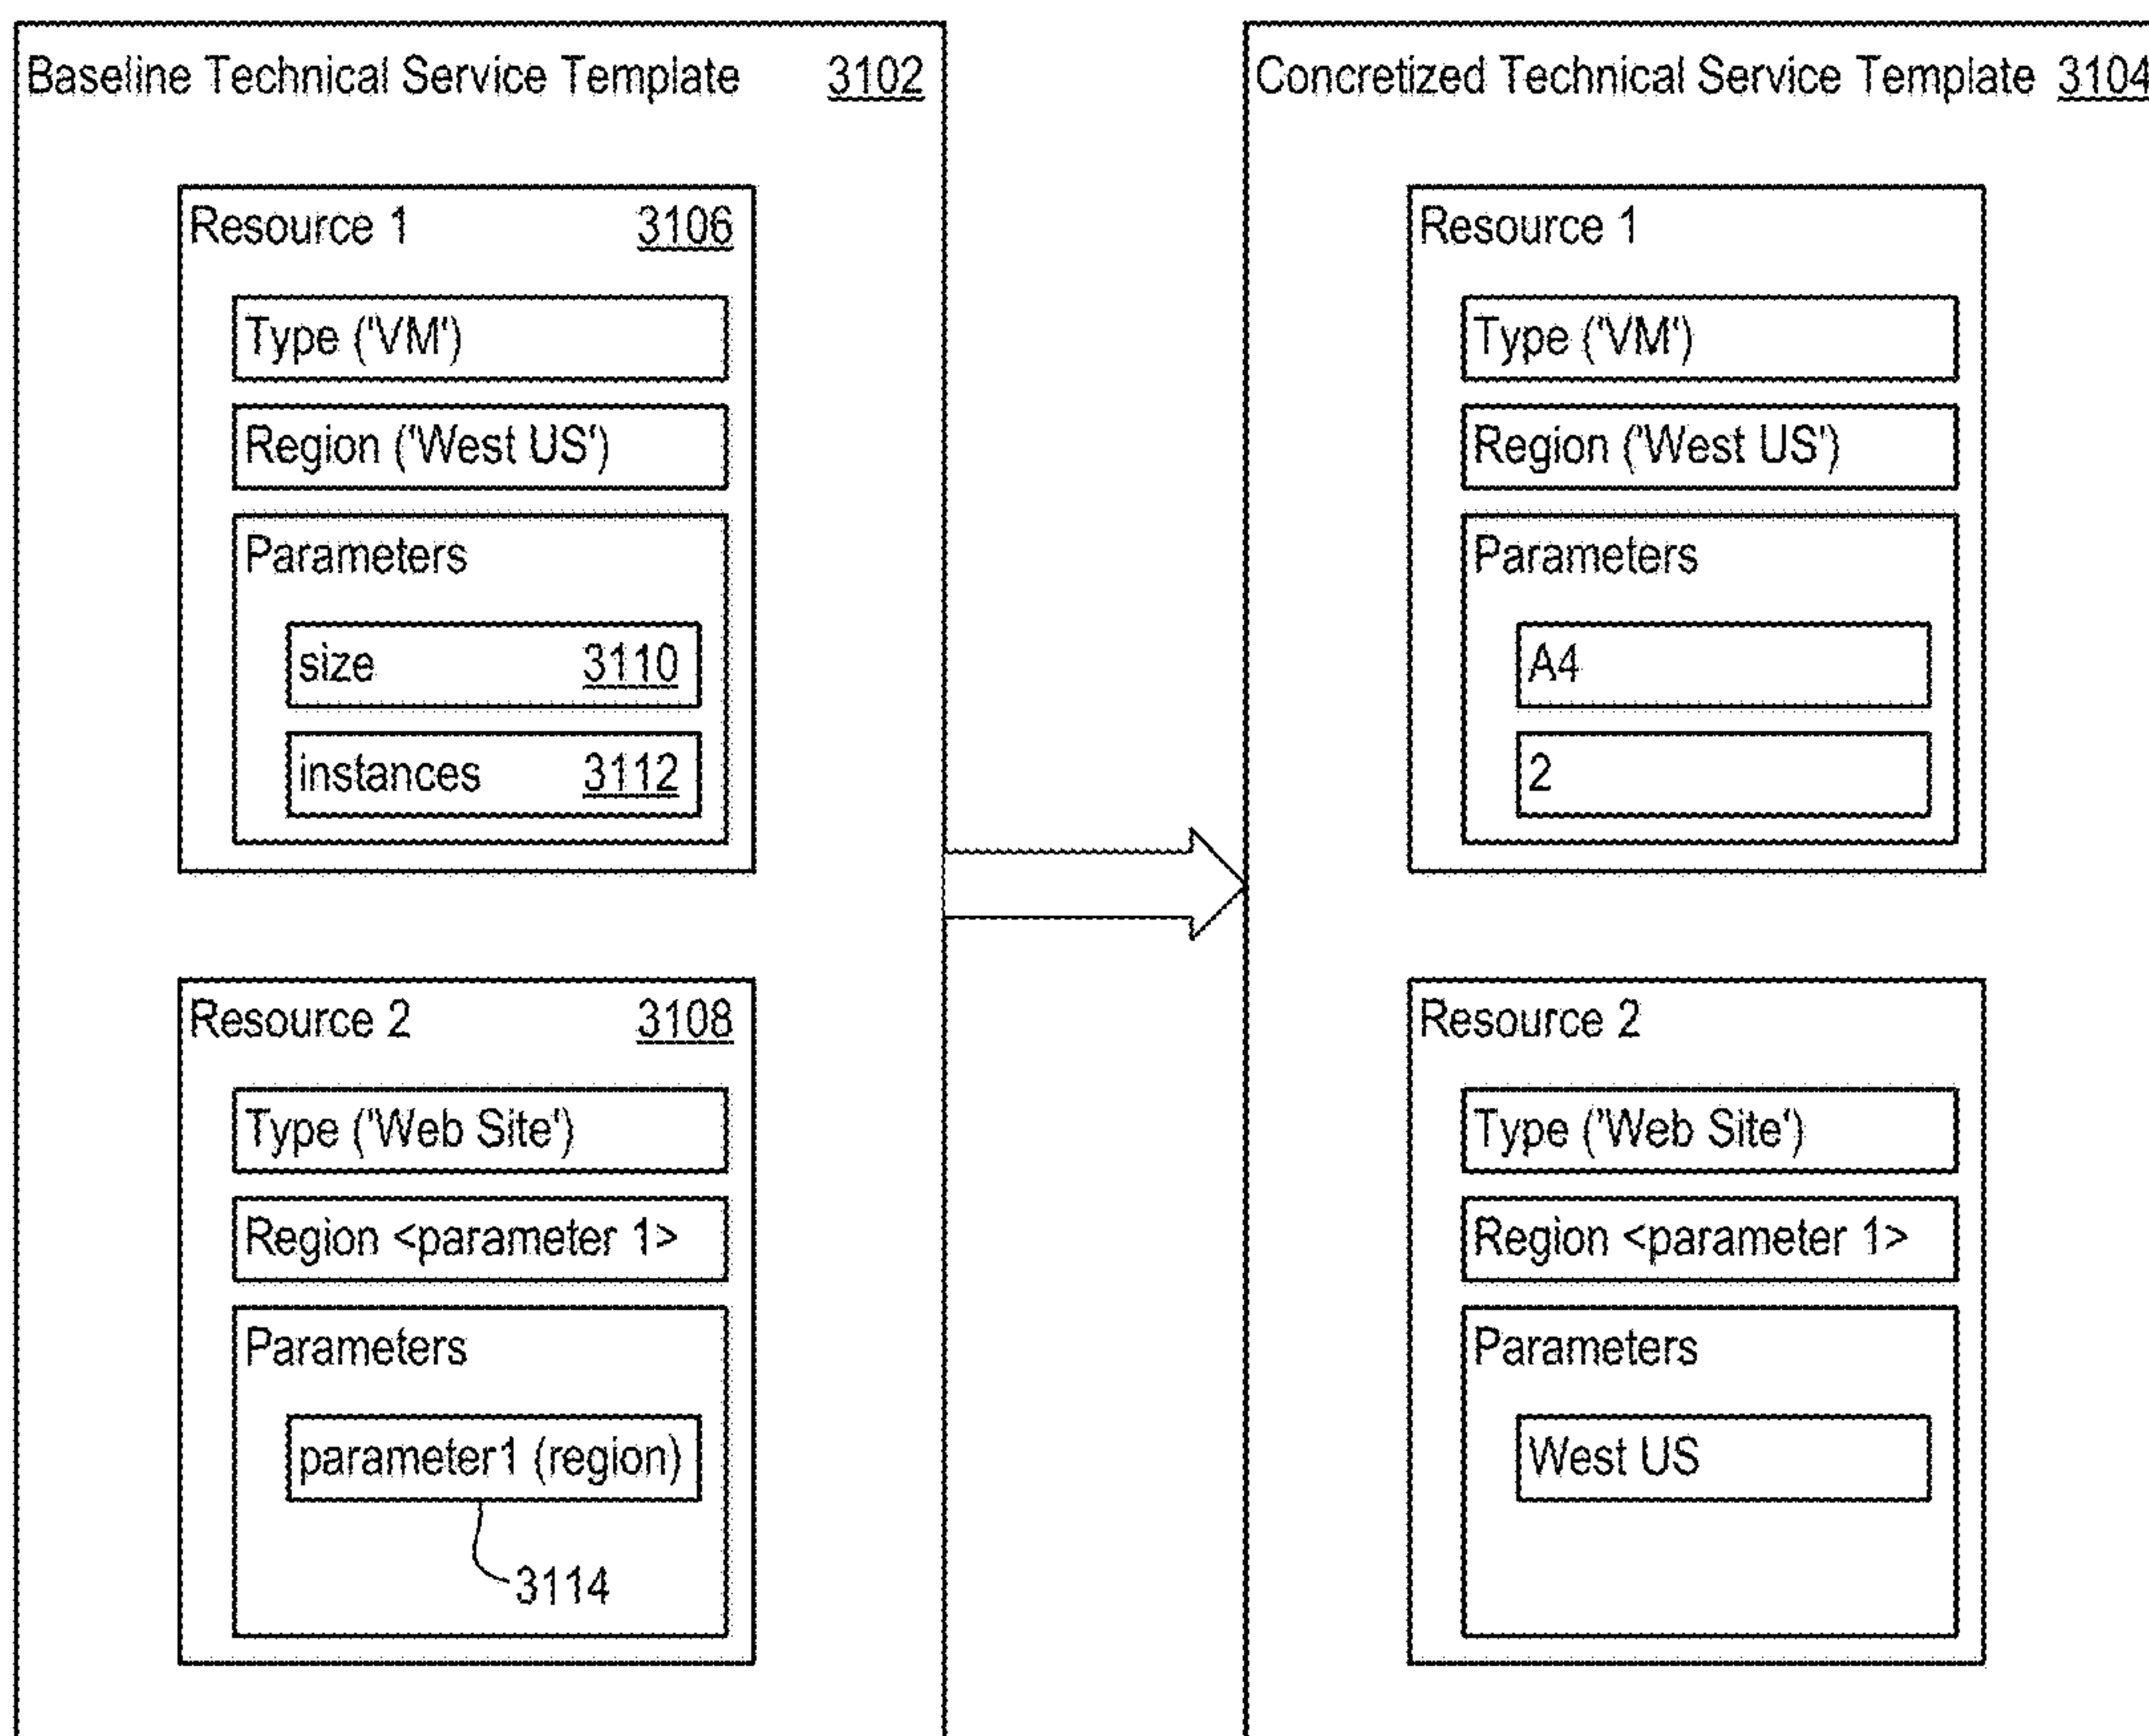 Baseline Technical Service Template 3102
Resource 1 3106
Type ('VM')
Region ('West US')
Parameters
size 3110
instances 3112
Resource 2 3108
Type ('Web Site')
Region <parameter 1>
Parameters
parameter1 (region)
3114
Concretized Technical Service Template 3104
Resource 1
Type ('VM')
Region ('West US')
Parameters
A4
2
Resource 2
Type ('Web Site')
Region <parameter 1>
Parameters
West US